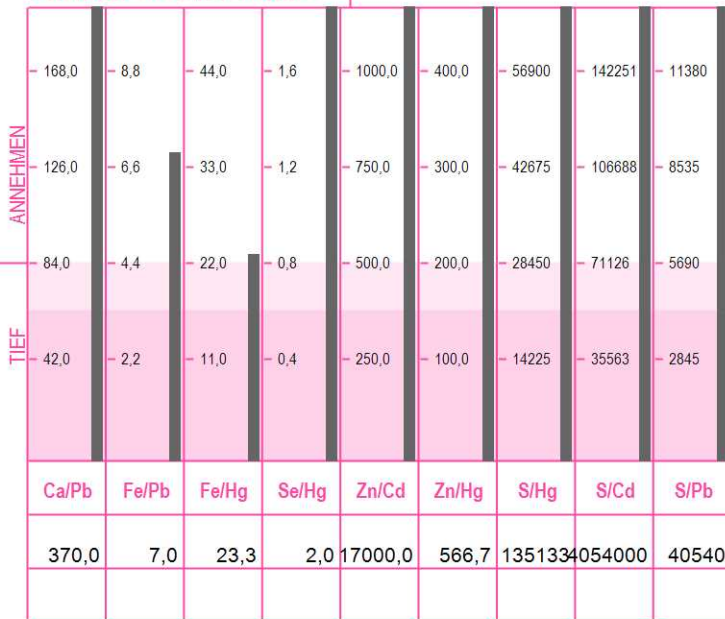 168,0 8,8 44,0 1,6 1000,0 400,0 56900 142251 11380
ANNEHMEN
126,0 6,6 33,0 1,2 750,0 300,0 42675 106688 8535
84,0 4,4 22,0 0,8 500,0 200,0 28450 71126 5690
TIEF
42,0 2,2 11,0 0,4 250,0 100,0 14225 35563 2845
Ca/Pb Fe/Pb Fe/Hg Se/Hg Zn/Cd Zn/Hg S/Hg S/Cd S/Pb
370,0 7,0 23,3 2,0 17000,0 566,7 135133 4054000 40540